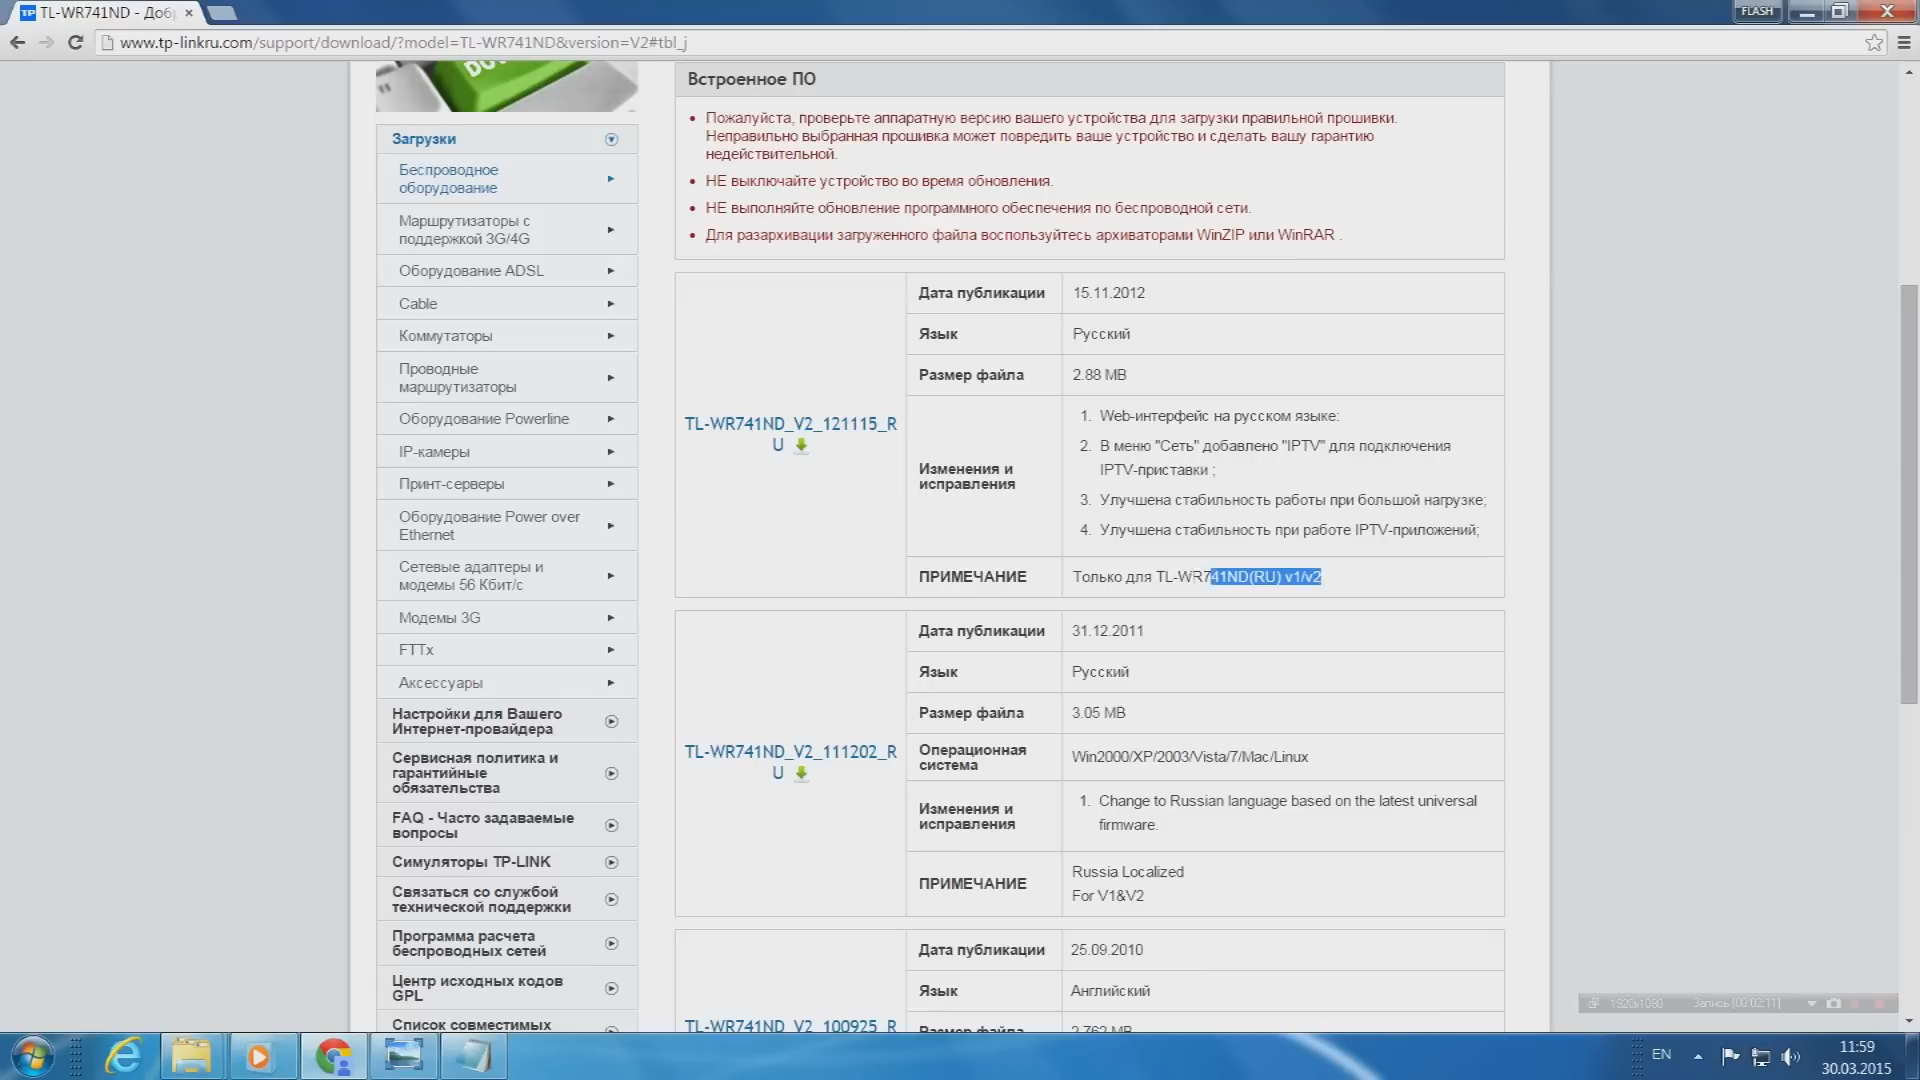 TL-WR741ND - Доб
FLASH
www.tp-linkru.com/support/download/?model=TL-WR741ND&version=V2#tbl_j
Загрузки
Беспроводное
оборудование
Маршрутизаторы с
поддержкой 3G/4G
Оборудование ADSL
Cable
Коммутаторы
Проводные
маршрутизаторы
Оборудование Powerline
IP-камеры
Принт-серверы
Оборудование Power over
Ethernet
Сетевые адаптеры и
модемы 56 Кбит/с
Модемы 3G
FTTx
Аксессуары
Настройки для Вашего
Интернет-провайдера
Сервисная политика и
гарантийные
обязательства
FAQ - Часто задаваемые
вопросы
Симуляторы TP-LINK
Связаться со службой
технической поддержки
Программа расчета
беспроводных сетей
Центр исходных кодов
GPL
Список совместимых
Встроенное ПО
Пожалуйста, проверьте аппаратную версию вашего устройства для загрузки правильной прошивки.
Неправильно выбранная прошивка может повредить ваше устройство и сделать вашу гарантию
недействительной.
НЕ выключайте устройство во время обновления.
НЕ выполняйте обновление программного обеспечения по беспроводной сети.
Для разархивации загруженного файла воспользуйтесь архиваторами WinZIP или WinRAR .
TL-WR741ND_V2_121115_R
U
Дата публикации 15.11.2012
Язык Русский
Размер файла 2.88 MB
Изменения и
исправления
1. Web-интерфейс на русском языке:
2. В меню "Сеть" добавлено "IPTV" для подключения
IPTV-приставки ;
3. Улучшена стабильность работы при большой нагрузке;
4. Улучшена стабильность при работе IPTV-приложений;
ПРИМЕЧАНИЕ Только для TL-WR741ND(RU) v1/v2
TL-WR741ND_V2_111202_R
U
Дата публикации 31.12.2011
Язык Русский
Размер файла 3.05 MB
Операционная
система
Win2000/XP/2003/Vista/7/Mac/Linux
Изменения и
исправления
1. Change to Russian language based on the latest universal
firmware.
ПРИМЕЧАНИЕ
Russia Localized
For V1&V2
TL-WR741ND_V2_100925_R
Дата публикации 25.09.2010
Язык Английский
Размер файла 2.762 MB
1920x1080 Запись [00:02:11]
EN
11:59
30.03.2015